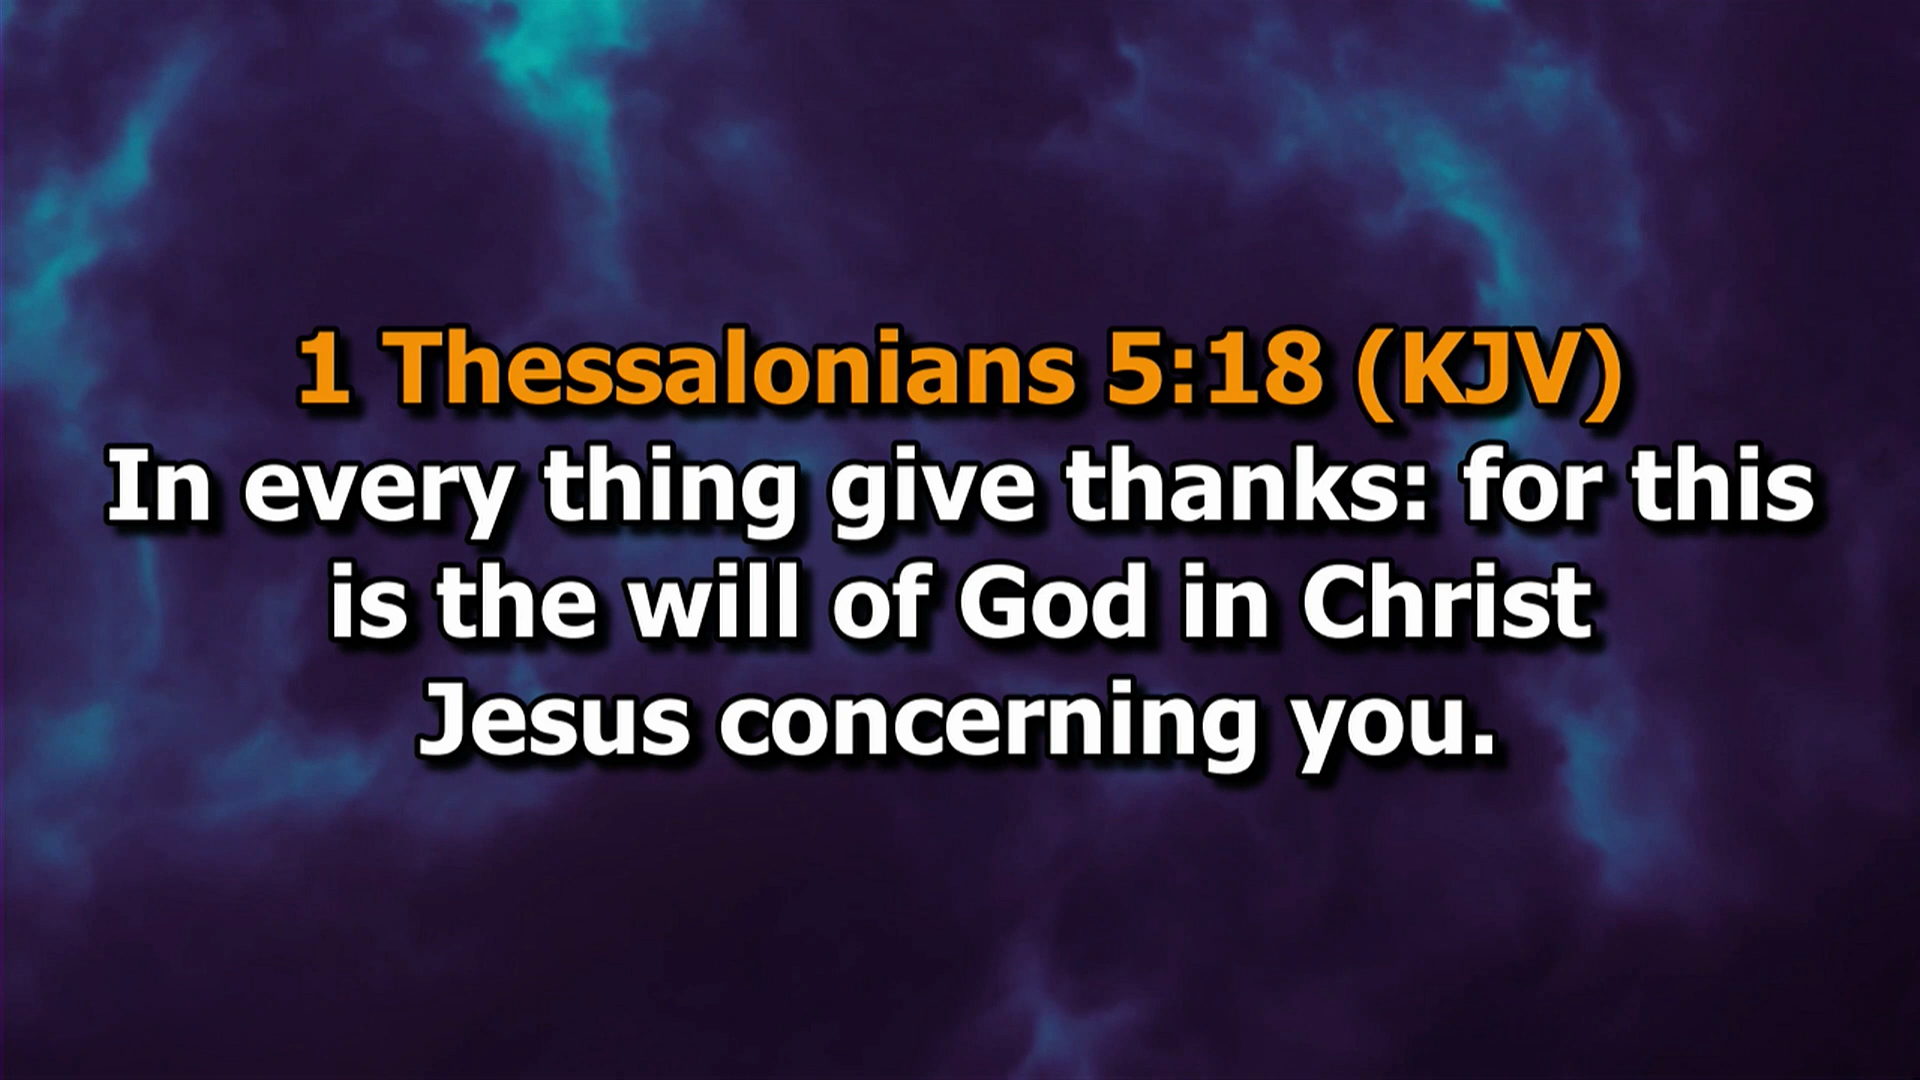 1 Thessalonians 5:18 (KJV)
In every thing give thanks: for this
is the will of God in Christ
Jesus concerning you.